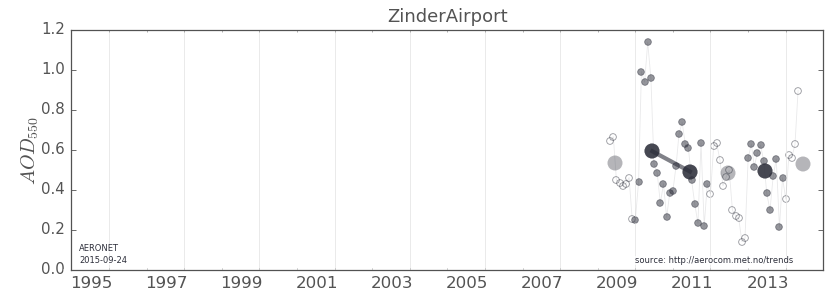 ZinderAirport
1.2
1.0
0.8
0.6
0.4
0.2
0.0
AOD550
AERONET
2015-09-24
source: http://aerocom.met.no/trends
1995 1997 1999 2001 2003 2005 2007 2009 2011 2013